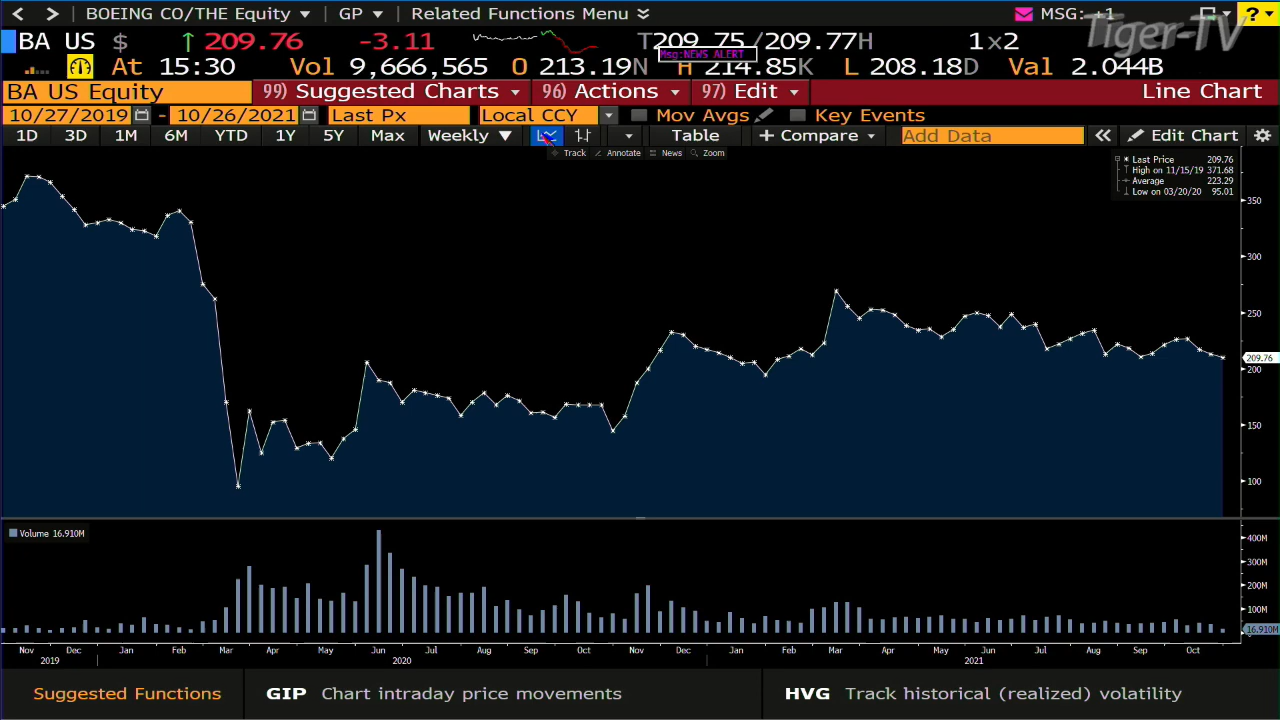 < > BOEING CO/THE Equity GP Related Functions Menu MSG: +1 ?
Tiger-TV
BA US $ ↑ 209.76 -3.11 T209.75/209.77H 1×2
Msg:NEWS ALERT
At 15:30 Vol 9,666,565 O 213.19N H 214.85K L 208.18D Val 2.044B
BA US Equity 99) Suggested Charts 96) Actions 97) Edit Line Chart
10/27/2019 - 10/26/2021 Last Px Local CCY Mov Avgs Key Events
1D 3D 1M 6M YTD 1Y 5Y Max Weekly ▼ Table + Compare Add Data « Edit Chart
Track Annotate News Zoom
Last Price 209.76
High on 11/15/19 371.68
Average 223.29
Low on 03/20/20 95.01
350
300
250
209.76
200
150
100
Volume 16.910M
400M
300M
200M
100M
16.910M
Nov Dec Jan Feb Mar Apr May Jun Jul Aug Sep Oct Nov Dec Jan Feb Mar Apr May Jun Jul Aug Sep Oct
2019 2020 2021
Suggested Functions GIP Chart intraday price movements HVG Track historical (realized) volatility